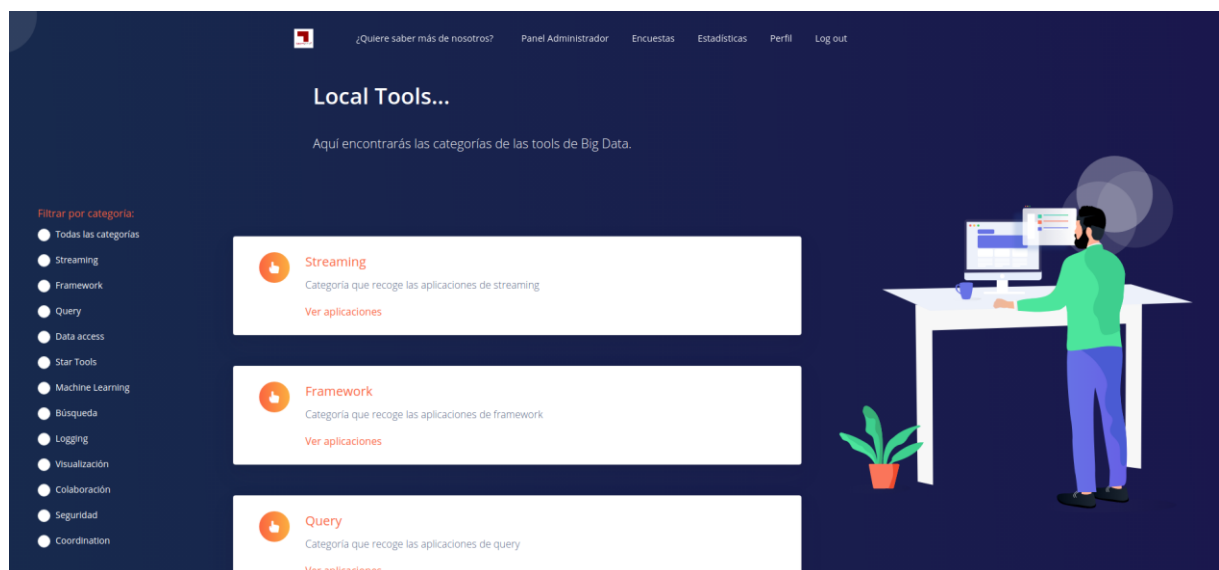 ¿Quiere saber más de nosotros? Panel Administrador Encuestas Estadísticas Perfil Log out
Local Tools...
Aquí encontrarás las categorías de las tools de Big Data.
Filtrar por categoría:
Todas las categorías
Streaming
Framework
Query
Data access
Star Tools
Machine Learning
Búsqueda
Logging
Visualización
Colaboración
Seguridad
Coordination
Streaming
Categoría que recoge las aplicaciones de streaming
Ver aplicaciones
Framework
Categoría que recoge las aplicaciones de framework
Ver aplicaciones
Query
Categoría que recoge las aplicaciones de query
Ver aplicaciones